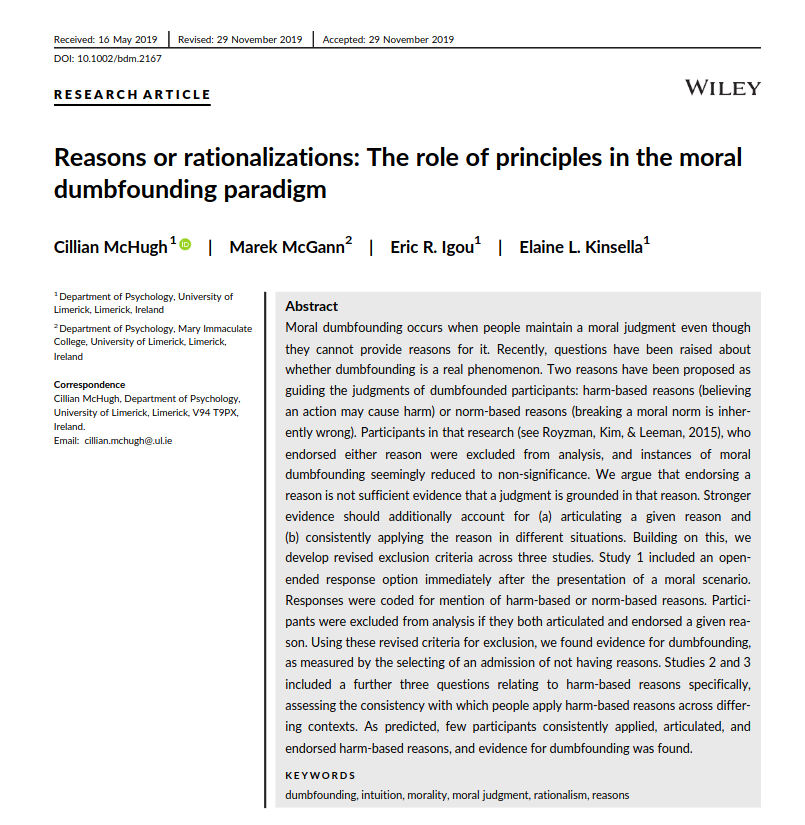 Received: 16 May 2019 | Revised: 29 November 2019 | Accepted: 29 November 2019
DOI: 10.1002/bdm.2167
RESEARCH ARTICLE
WILEY
Reasons or rationalizations: The role of principles in the moral
dumbfounding paradigm
Cillian McHugh1 iD | Marek McGann2 | Eric R. Igou1 | Elaine L. Kinsella1
1Department of Psychology, University of
Limerick, Limerick, Ireland
2Department of Psychology, Mary Immaculate
College, University of Limerick, Limerick,
Ireland
Correspondence
Cillian McHugh, Department of Psychology,
University of Limerick, Limerick, V94 T9PX,
Ireland.
Email: cillian.mchugh@ul.ie
Abstract
Moral dumbfounding occurs when people maintain a moral judgment even though
they cannot provide reasons for it. Recently, questions have been raised about
whether dumbfounding is a real phenomenon. Two reasons have been proposed as
guiding the judgments of dumbfounded participants: harm-based reasons (believing
an action may cause harm) or norm-based reasons (breaking a moral norm is inher-
ently wrong). Participants in that research (see Royzman, Kim, & Leeman, 2015), who
endorsed either reason were excluded from analysis, and instances of moral
dumbfounding seemingly reduced to non-significance. We argue that endorsing a
reason is not sufficient evidence that a judgment is grounded in that reason. Stronger
evidence should additionally account for (a) articulating a given reason and
(b) consistently applying the reason in different situations. Building on this, we
develop revised exclusion criteria across three studies. Study 1 included an open-
ended response option immediately after the presentation of a moral scenario.
Responses were coded for mention of harm-based or norm-based reasons. Partici-
pants were excluded from analysis if they both articulated and endorsed a given rea-
son. Using these revised criteria for exclusion, we found evidence for dumbfounding,
as measured by the selecting of an admission of not having reasons. Studies 2 and 3
included a further three questions relating to harm-based reasons specifically,
assessing the consistency with which people apply harm-based reasons across differ-
ing contexts. As predicted, few participants consistently applied, articulated, and
endorsed harm-based reasons, and evidence for dumbfounding was found.
KEYWORDS
dumbfounding, intuition, morality, moral judgment, rationalism, reasons